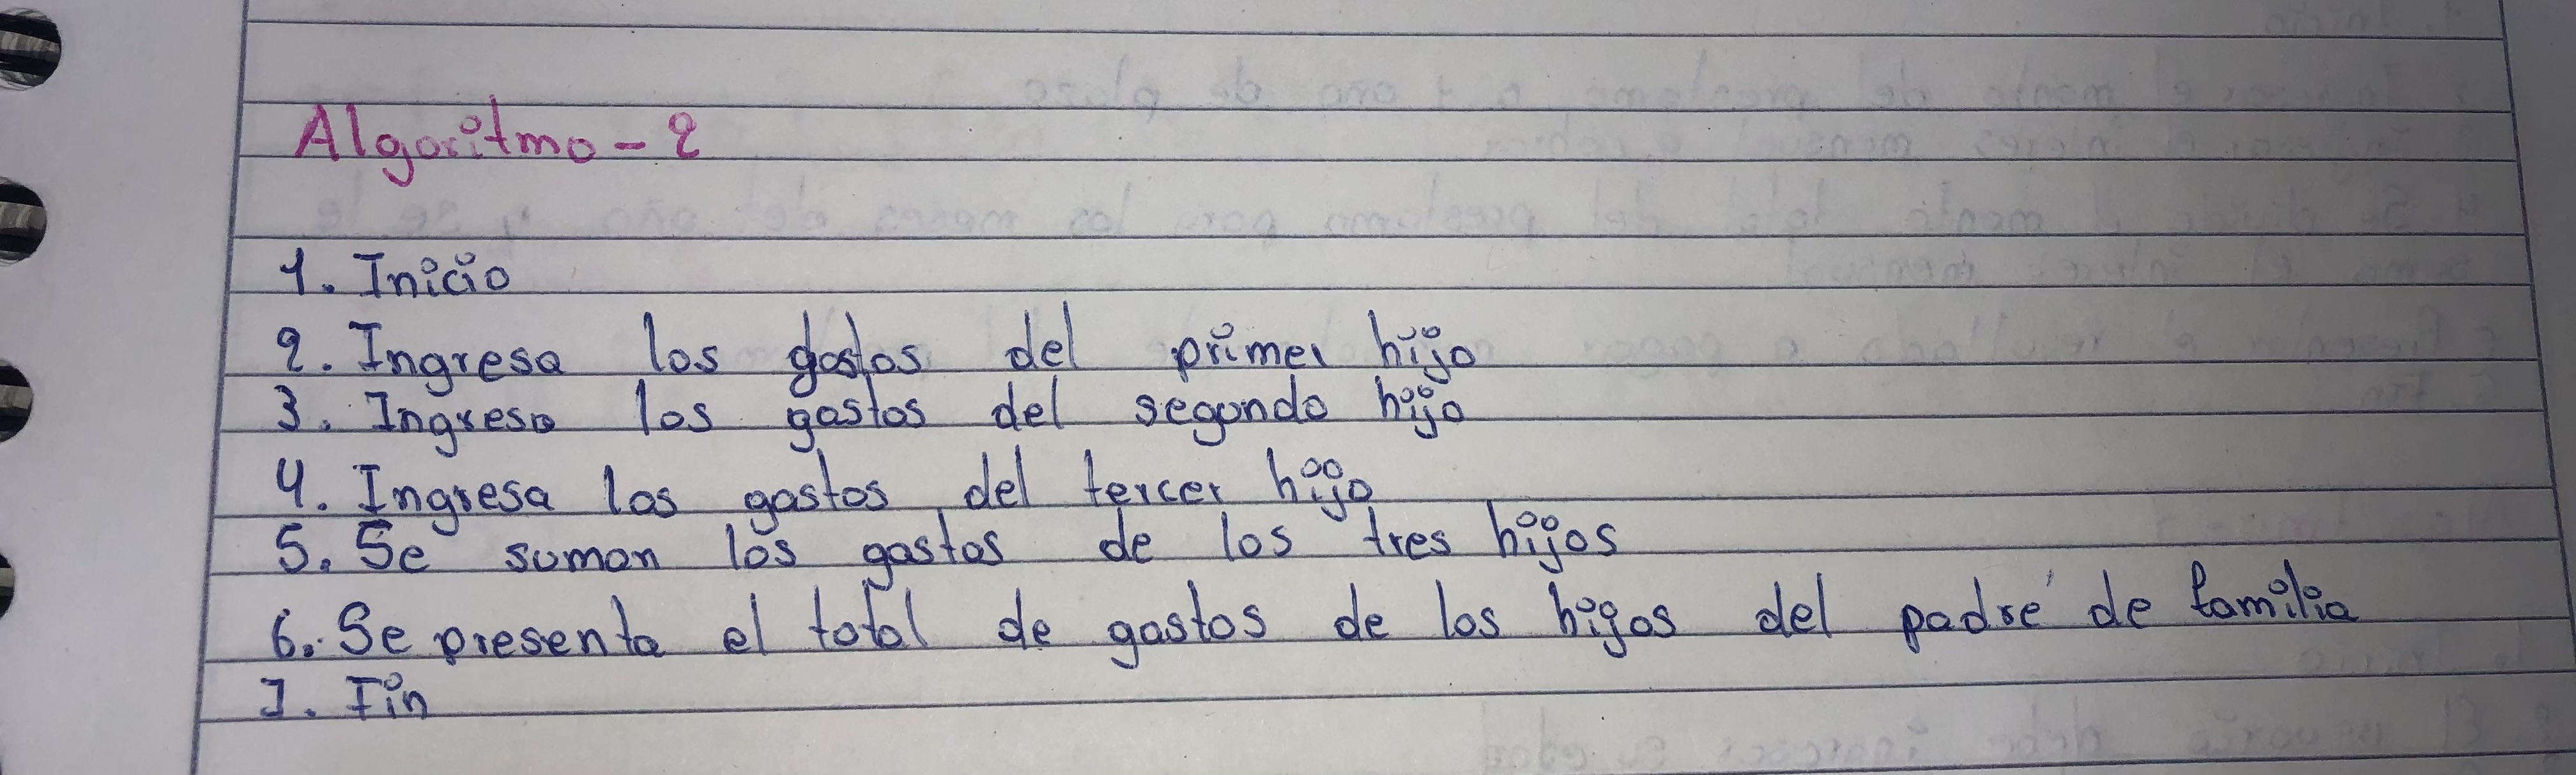 Algoritmo - 2
1. Inicio
2. Ingresa los gastos del primer hijo
3. Ingresa los gastos del segundo hijo
4. Ingresa los gastos del tercer hijo
5. Se suman los gastos de los tres hijos
6. Se presenta el total de gastos de los hijos del padre de familia
7. Fin